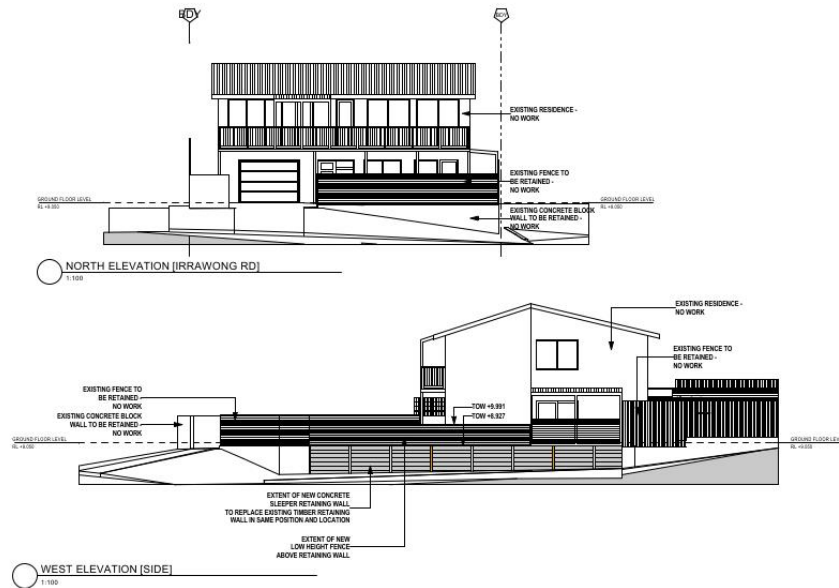 BDY
BDY
EXISTING RESIDENCE -
NO WORK
EXISTING FENCE TO
BE RETAINED -
NO WORK
GROUND FLOOR LEVEL
GROUND FLOOR LEVEL
EXISTING CONCRETE BLOCK
WALL TO BE RETAINED -
NO WORK
NORTH ELEVATION [IRRAWONG RD]
1:100
EXISTING RESIDENCE -
NO WORK
EXISTING FENCE TO
BE RETAINED -
NO WORK
EXISTING FENCE TO
BE RETAINED -
NO WORK
EXISTING CONCRETE BLOCK
WALL TO BE RETAINED -
NO WORK
TOW +9.991
TOW +8.927
GROUND FLOOR LEVEL
GROUND FLOOR LEVEL
EXTENT OF NEW CONCRETE
SLEEPER RETAINING WALL
TO REPLACE EXISTING TIMBER RETAINING
WALL IN SAME POSITION AND LOCATION
EXTENT OF NEW
LOW HEIGHT FENCE
ABOVE RETAINING WALL
WEST ELEVATION [SIDE]
1:100